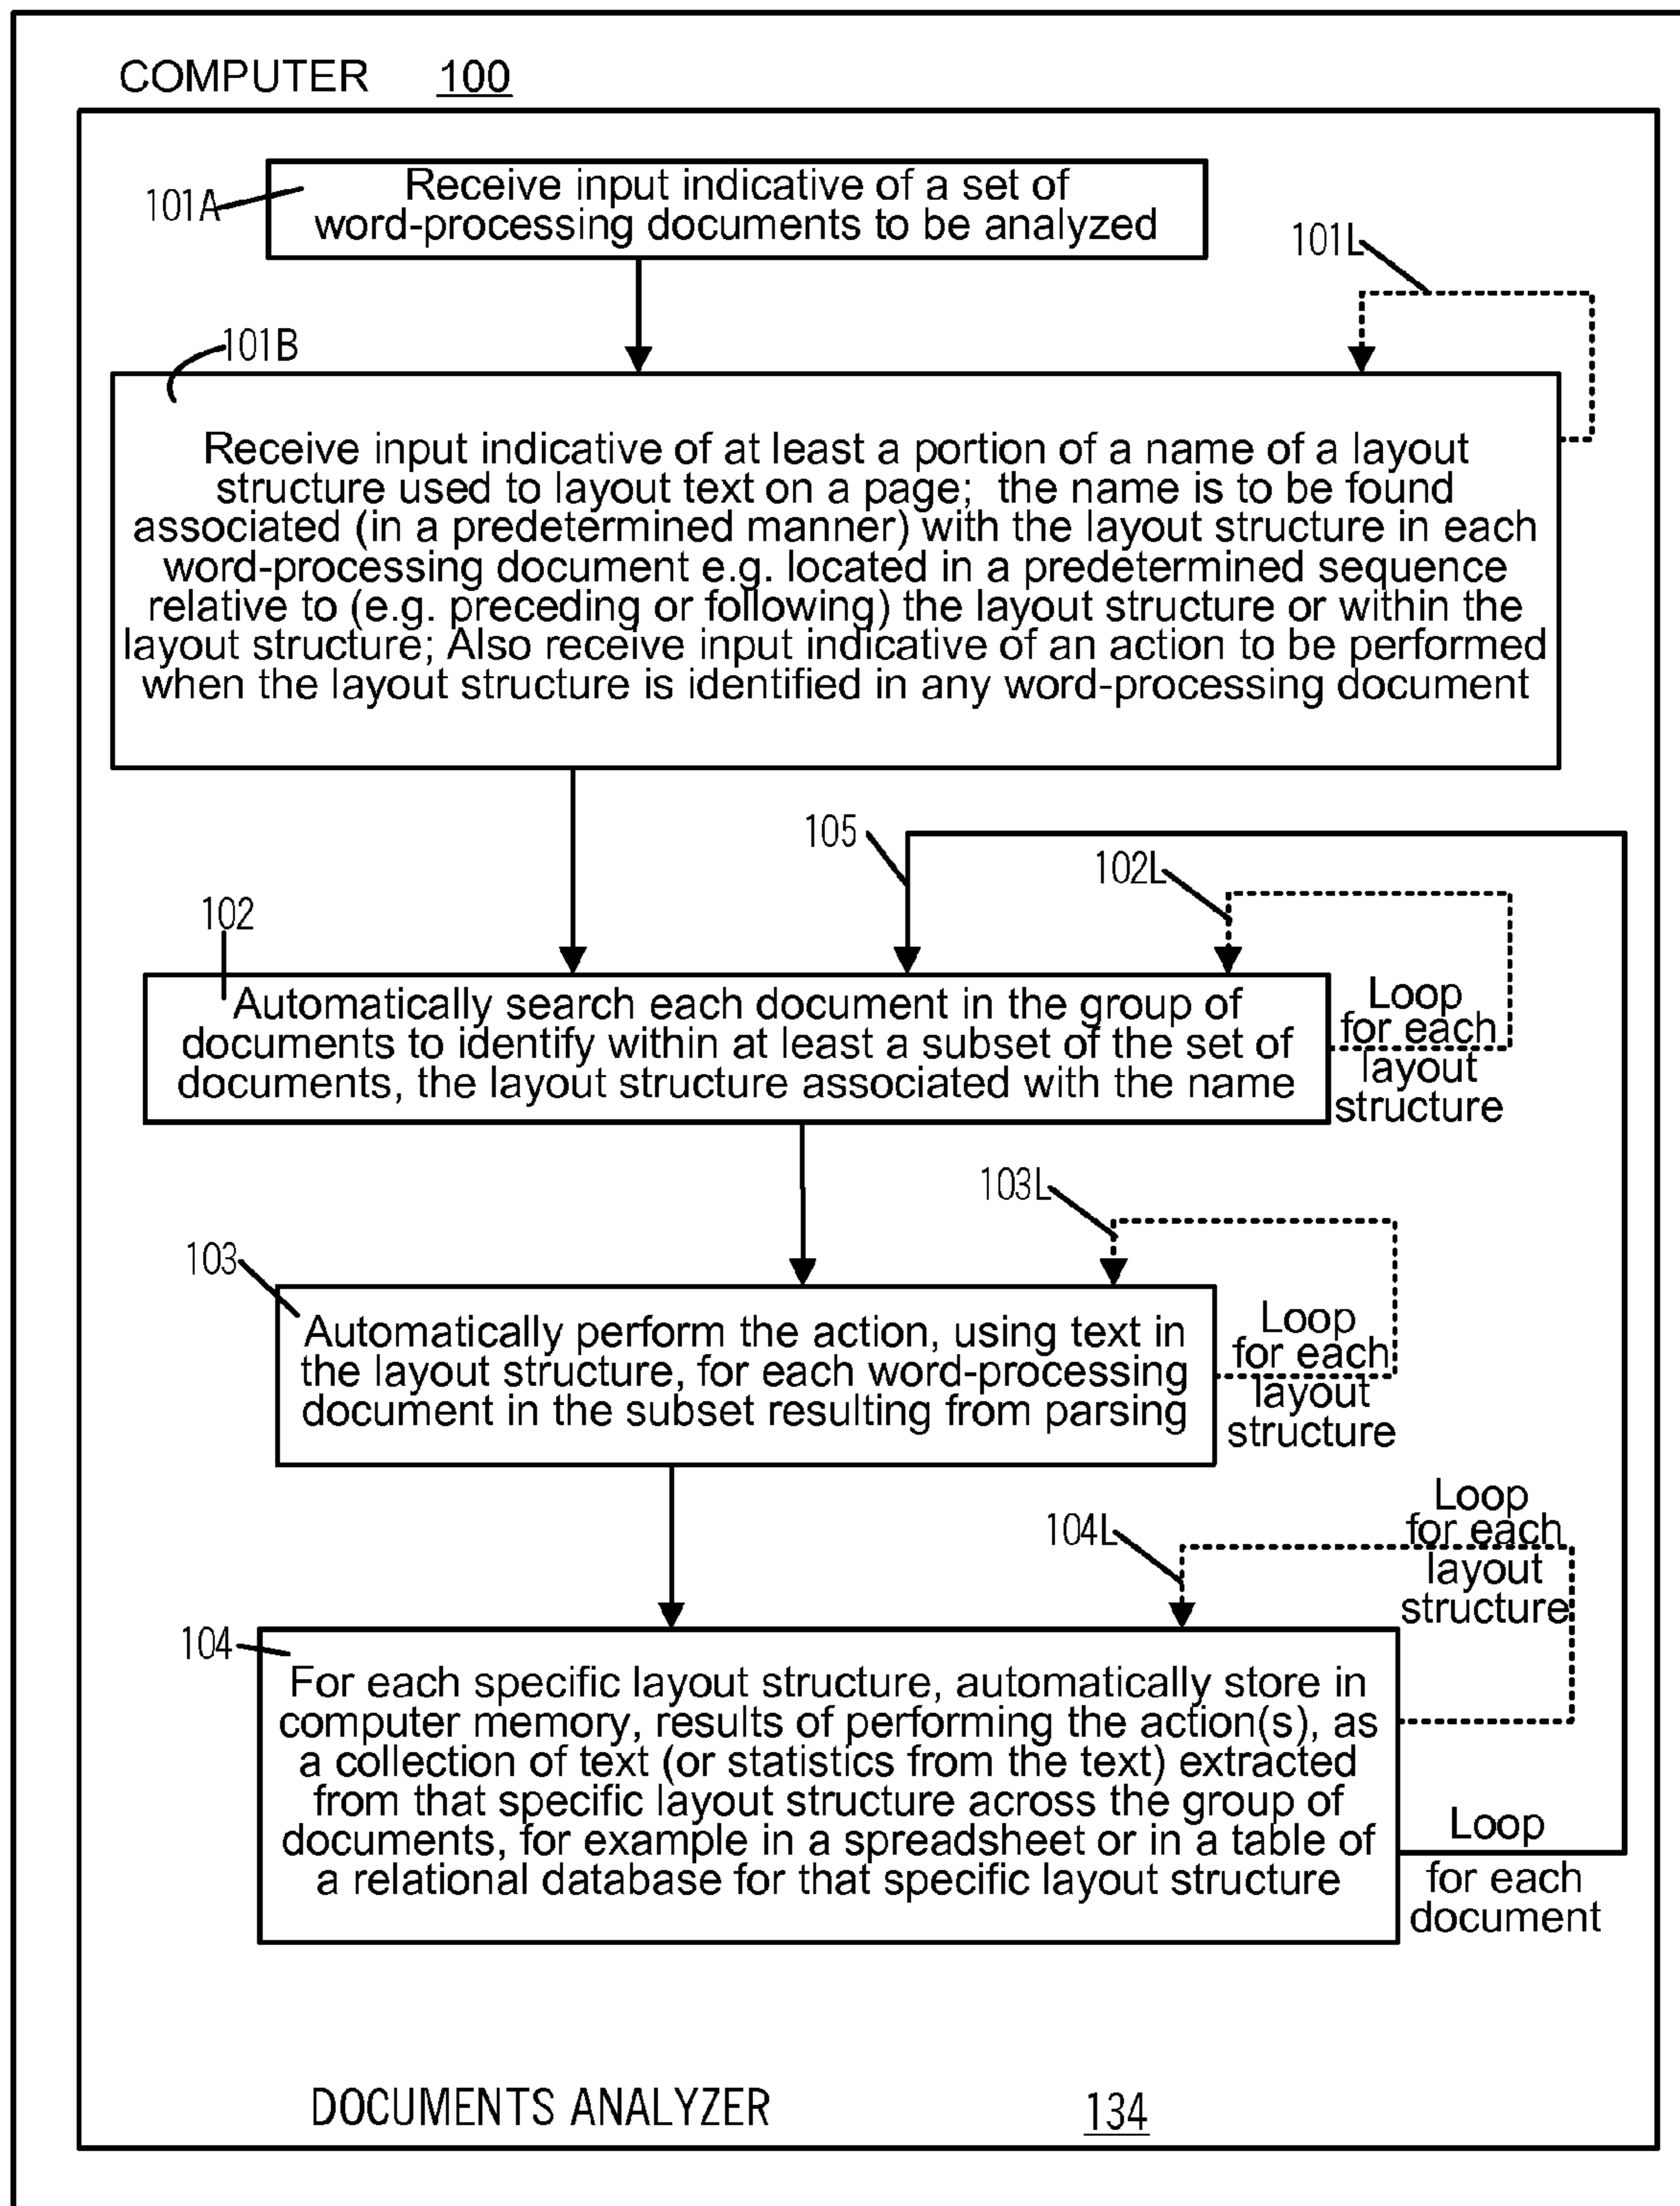 COMPUTER 100
101A
Receive input indicative of a set of
word-processing documents to be analyzed
101L
101B
Receive input indicative of at least a portion of a name of a layout
structure used to layout text on a page; the name is to be found
associated (in a predetermined manner) with the layout structure in each
word-processing document e.g. located in a predetermined sequence
relative to (e.g. preceding or following) the layout structure or within the
layout structure; Also receive input indicative of an action to be performed
when the layout structure is identified in any word-processing document
105
102L
102
Automatically search each document in the group of
documents to identify within at least a subset of the set of
documents, the layout structure associated with the name
Loop
for each
layout
structure
103L
103
Automatically perform the action, using text in
the layout structure, for each word-processing
document in the subset resulting from parsing
Loop
for each
layout
structure
104L
Loop
for each
layout
structure
104
For each specific layout structure, automatically store in
computer memory, results of performing the action(s), as
a collection of text (or statistics from the text) extracted
from that specific layout structure across the group of
documents, for example in a spreadsheet or in a table of
a relational database for that specific layout structure
Loop
for each
document
DOCUMENTS ANALYZER 134